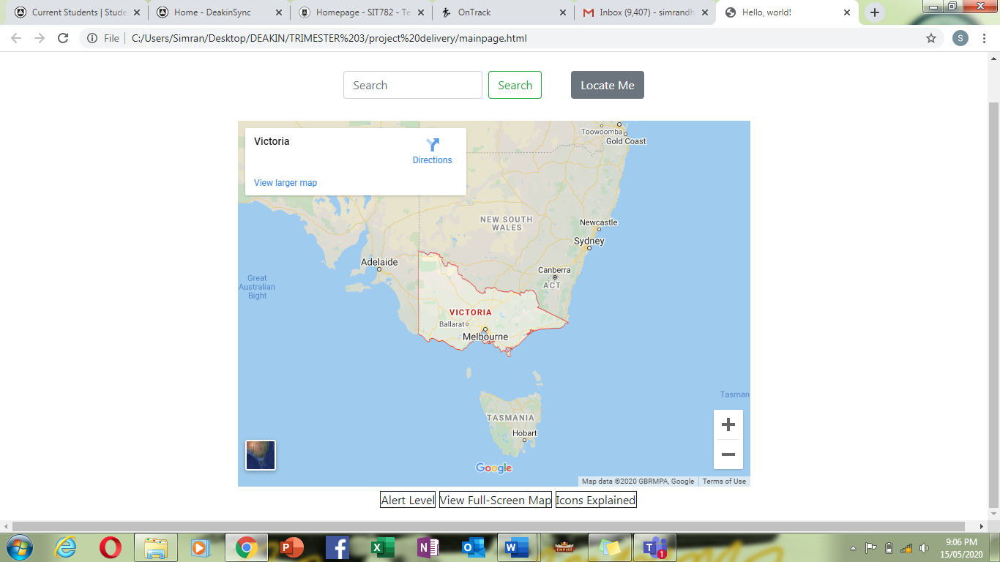 Current Students | Stude
Home - DeakinSync
Homepage - SIT782 - Te
OnTrack
Inbox (9,407) - simrandh
Hello, world!
File
C:/Users/Simran/Desktop/DEAKIN/TRIMESTER%203/project%20delivery/mainpage.html
S
Search
Search
Locate Me
Victoria
Directions
View larger map
Toowoomba
Gold Coast
NEW SOUTH
WALES
Newcastle
Sydney
Adelaide
Canberra
ACT
Great
Australian
Bight
VICTORIA
Ballarat
Melbourne
Tasman
TASMANIA
Hobart
Google
Map data ©2020 GBRMPA, Google
Terms of Use
Alert Level
View Full-Screen Map
Icons Explained
EMPIRE
1
9:06 PM
15/05/2020